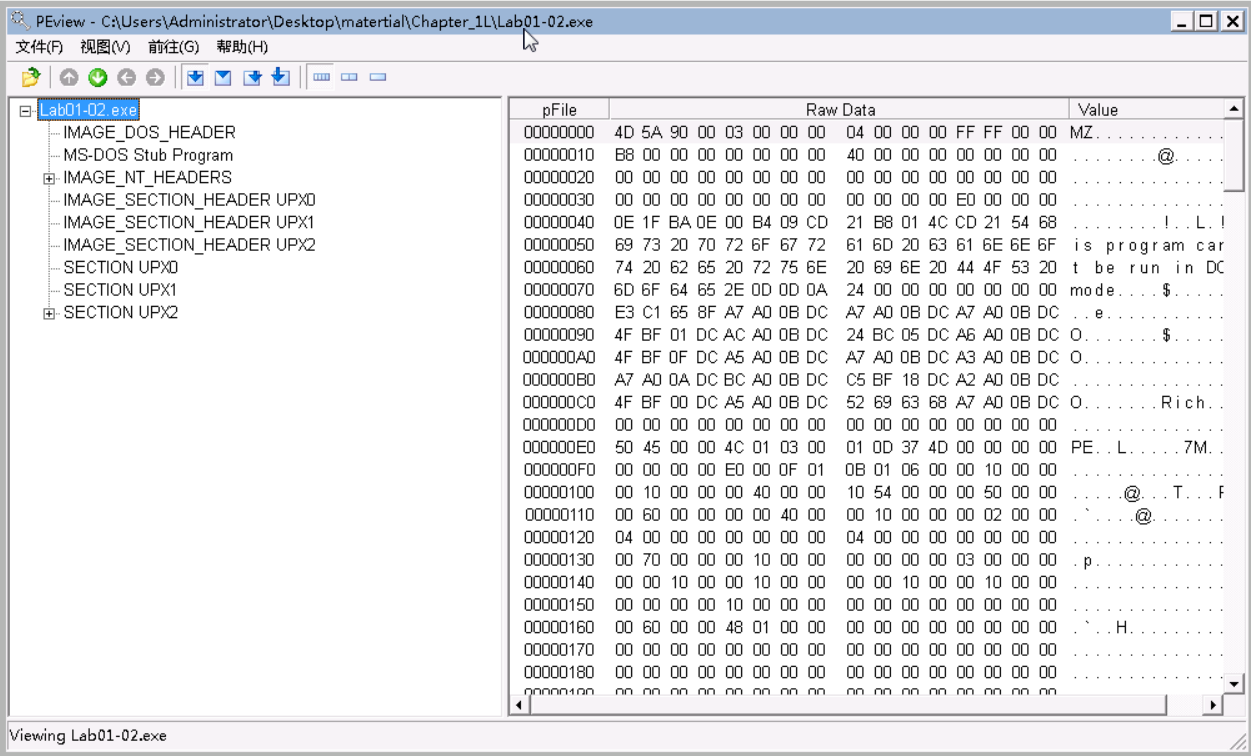 PEview - C:\Users\Administrator\Desktop\matertial\Chapter_1L\Lab01-02.exe
文件(F) 视图(V) 前往(G) 帮助(H)
Lab01-02.exe
IMAGE_DOS_HEADER
MS-DOS Stub Program
IMAGE_NT_HEADERS
IMAGE_SECTION_HEADER UPX0
IMAGE_SECTION_HEADER UPX1
IMAGE_SECTION_HEADER UPX2
SECTION UPX0
SECTION UPX1
SECTION UPX2
pFile Raw Data Value
00000000 4D 5A 90 00 03 00 00 00 04 00 00 00 FF FF 00 00 MZ. . . . . . . . . . . .
00000010 B8 00 00 00 00 00 00 00 40 00 00 00 00 00 00 00 . . . . . . . . @. . . . .
00000020 00 00 00 00 00 00 00 00 00 00 00 00 00 00 00 00 . . . . . . . . . . . . . .
00000030 00 00 00 00 00 00 00 00 00 00 00 00 E0 00 00 00 . . . . . . . . . . . . . .
00000040 0E 1F BA 0E 00 B4 09 CD 21 B8 01 4C CD 21 54 68 . . . . . . . . ! . . L . !
00000050 69 73 20 70 72 6F 67 72 61 6D 20 63 61 6E 6E 6F is program can
00000060 74 20 62 65 20 72 75 6E 20 69 6E 20 44 4F 53 20 t be run in DO
00000070 6D 6F 64 65 2E 0D 0D 0A 24 00 00 00 00 00 00 00 mode. . . . $. . . . .
00000080 E3 C1 65 8F A7 A0 0B DC A7 A0 0B DC A7 A0 0B DC . . e. . . . . . . . . . .
00000090 4F BF 01 DC AC A0 0B DC 24 BC 05 DC A6 A0 0B DC O. . . . . . . $. . . . .
000000A0 4F BF 0F DC A5 A0 0B DC A7 A0 0B DC A3 A0 0B DC O. . . . . . . . . . . . .
000000B0 A7 A0 0A DC BC A0 0B DC C5 BF 18 DC A2 A0 0B DC . . . . . . . . . . . . . .
000000C0 4F BF 00 DC A5 A0 0B DC 52 69 63 68 A7 A0 0B DC O. . . . . . . Rich. .
000000D0 00 00 00 00 00 00 00 00 00 00 00 00 00 00 00 00 . . . . . . . . . . . . . .
000000E0 50 45 00 00 4C 01 03 00 01 0D 37 4D 00 00 00 00 PE. . L. . . . . 7M. .
000000F0 00 00 00 00 E0 00 0F 01 0B 01 06 00 00 10 00 00 . . . . . . . . . . . . . .
00000100 00 10 00 00 00 40 00 00 10 54 00 00 00 50 00 00 . . . . . @. . . T. . . P
00000110 00 60 00 00 00 00 40 00 00 10 00 00 00 02 00 00 . ` . . . . @. . . . . . .
00000120 04 00 00 00 00 00 00 00 04 00 00 00 00 00 00 00 . . . . . . . . . . . . . .
00000130 00 70 00 00 00 10 00 00 00 00 00 00 03 00 00 00 . p. . . . . . . . . . . .
00000140 00 00 10 00 00 10 00 00 00 00 10 00 00 10 00 00 . . . . . . . . . . . . . .
00000150 00 00 00 00 10 00 00 00 00 00 00 00 00 00 00 00 . . . . . . . . . . . . . .
00000160 00 60 00 00 48 01 00 00 00 00 00 00 00 00 00 00 . ` . . H. . . . . . . . .
00000170 00 00 00 00 00 00 00 00 00 00 00 00 00 00 00 00 . . . . . . . . . . . . . .
00000180 00 00 00 00 00 00 00 00 00 00 00 00 00 00 00 00 . . . . . . . . . . . . . .
00000190 00 00 00 00 00 00 00 00 00 00 00 00 00 00 00 00
Viewing Lab01-02.exe